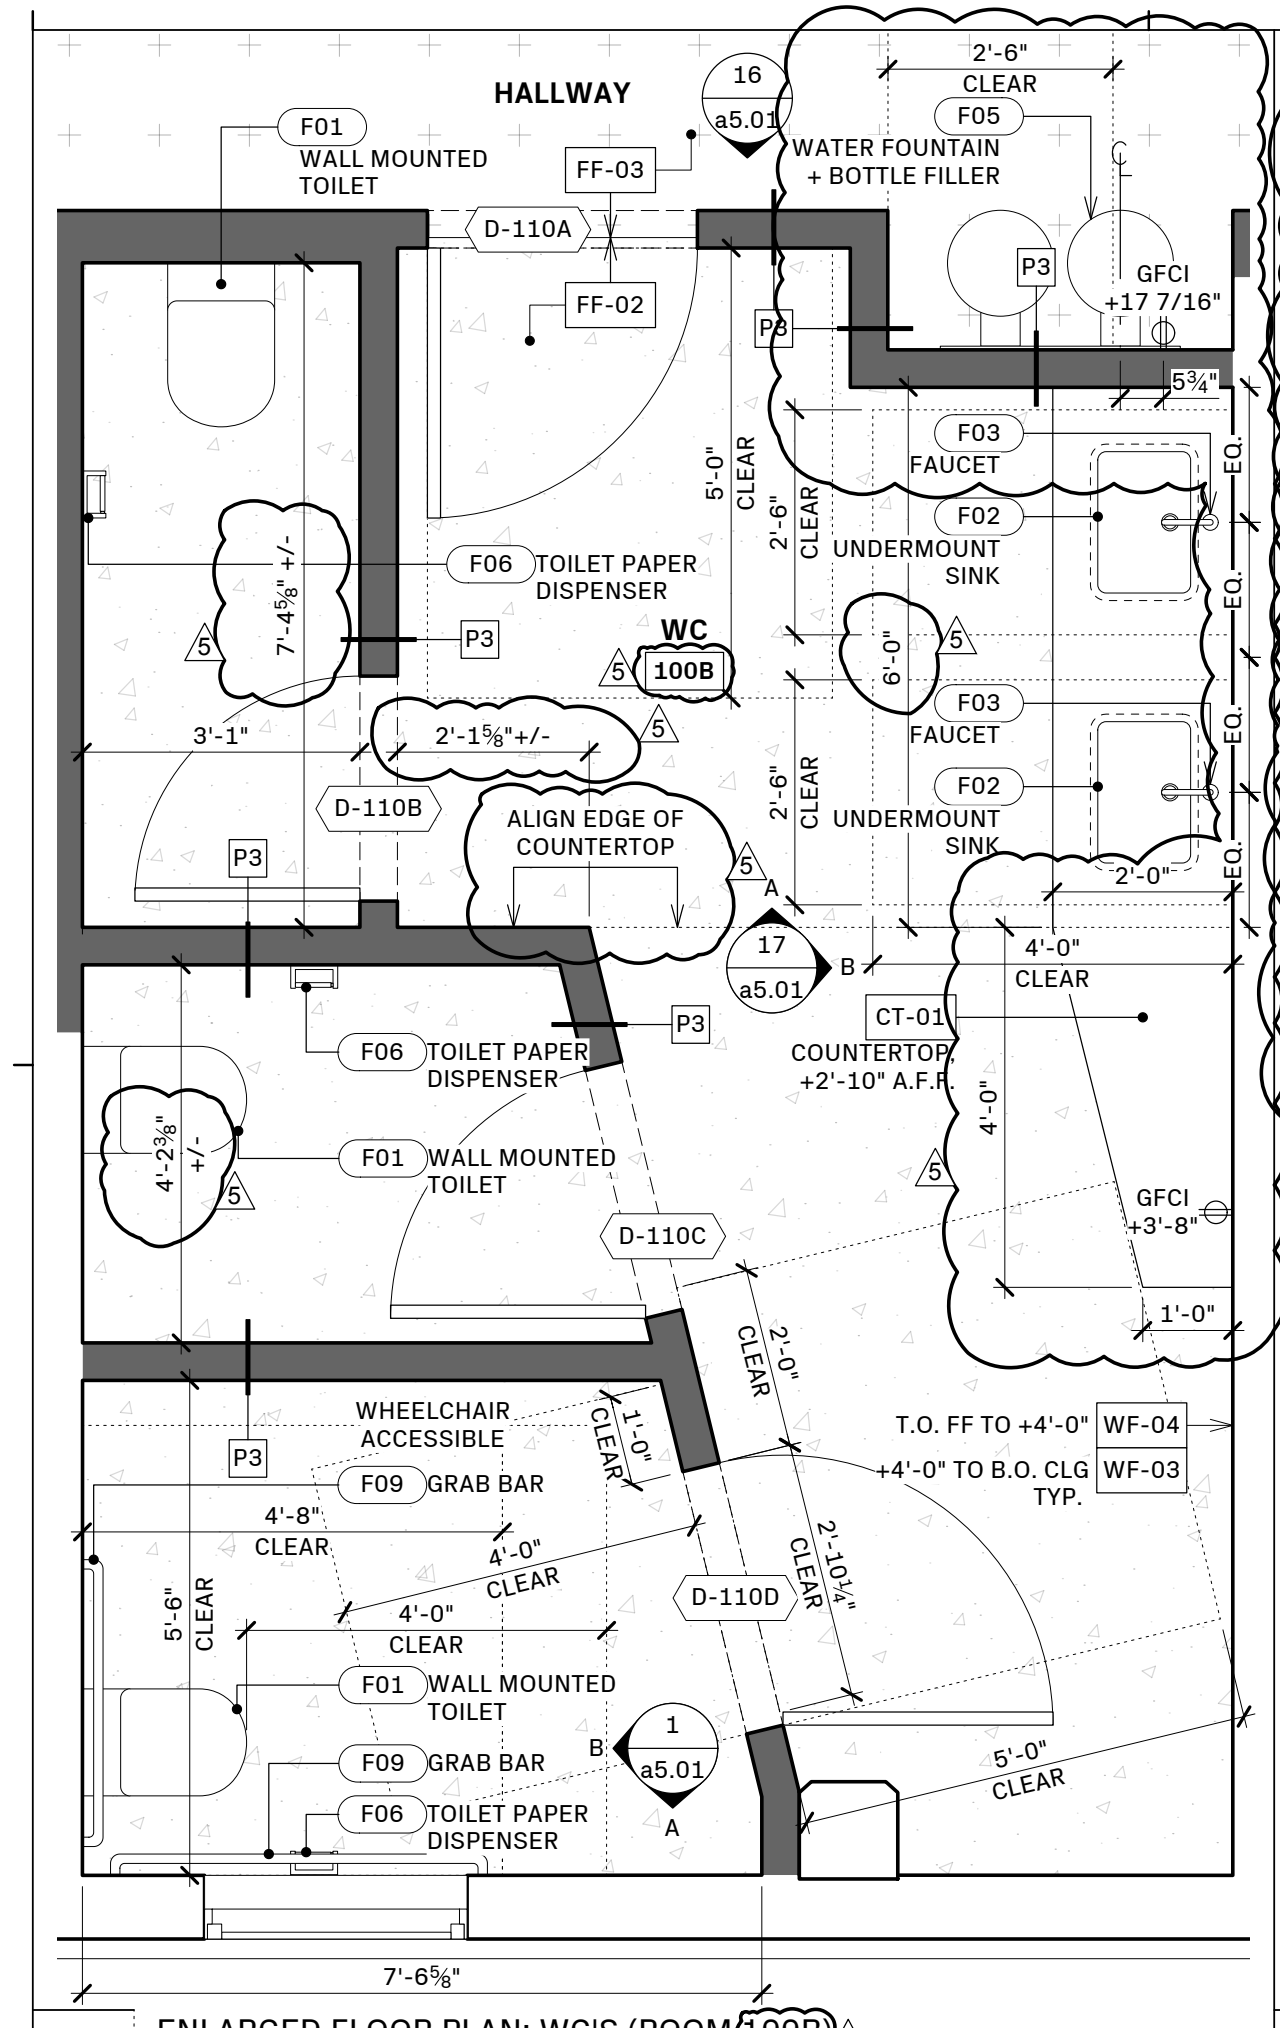 HALLWAY
16
a5.01
2'-6"
CLEAR
F01
WALL MOUNTED
TOILET
FF-03
F05
WATER FOUNTAIN
+ BOTTLE FILLER
CL
D-110A
FF-02
P3
P3
GFCI
+17 7/16"
5¾"
F03
FAUCET
EQ.
5'-0"
CLEAR
2'-6"
CLEAR
F02
UNDERMOUNT
SINK
F06
TOILET PAPER
DISPENSER
7'-4⅝" +/-
5
P3
WC
5
100B
6'-0"
5
EQ.
3'-1"
2'-1⅝"+/-
5
F03
FAUCET
EQ.
D-110B
ALIGN EDGE OF
COUNTERTOP
2'-6"
CLEAR
F02
UNDERMOUNT
SINK
P3
5
EQ.
2'-0"
A
17
a5.01
B
4'-0"
CLEAR
CT-01
COUNTERTOP,
+2'-10" A.F.F.
P3
F06
TOILET PAPER
DISPENSER
4'-0"
4'-2⅜"
+/-
5
F01
WALL MOUNTED
TOILET
5
GFCI
+3'-8"
D-110C
1'-0"
2'-0"
CLEAR
WHEELCHAIR
ACCESSIBLE
1'-0"
CLEAR
T.O. FF TO +4'-0"
WF-04
P3
F09
GRAB BAR
+4'-0" TO B.O. CLG
TYP.
WF-03
4'-8"
CLEAR
4'-0"
CLEAR
2'-10¼"
CLEAR
5'-6"
CLEAR
4'-0"
CLEAR
D-110D
F01
WALL MOUNTED
TOILET
1
a5.01
B
A
F09
GRAB BAR
5'-0"
CLEAR
F06
TOILET PAPER
DISPENSER
7'-6⅝"
ENLARGED FLOOR PLAN: WC'S (ROOM 100B)